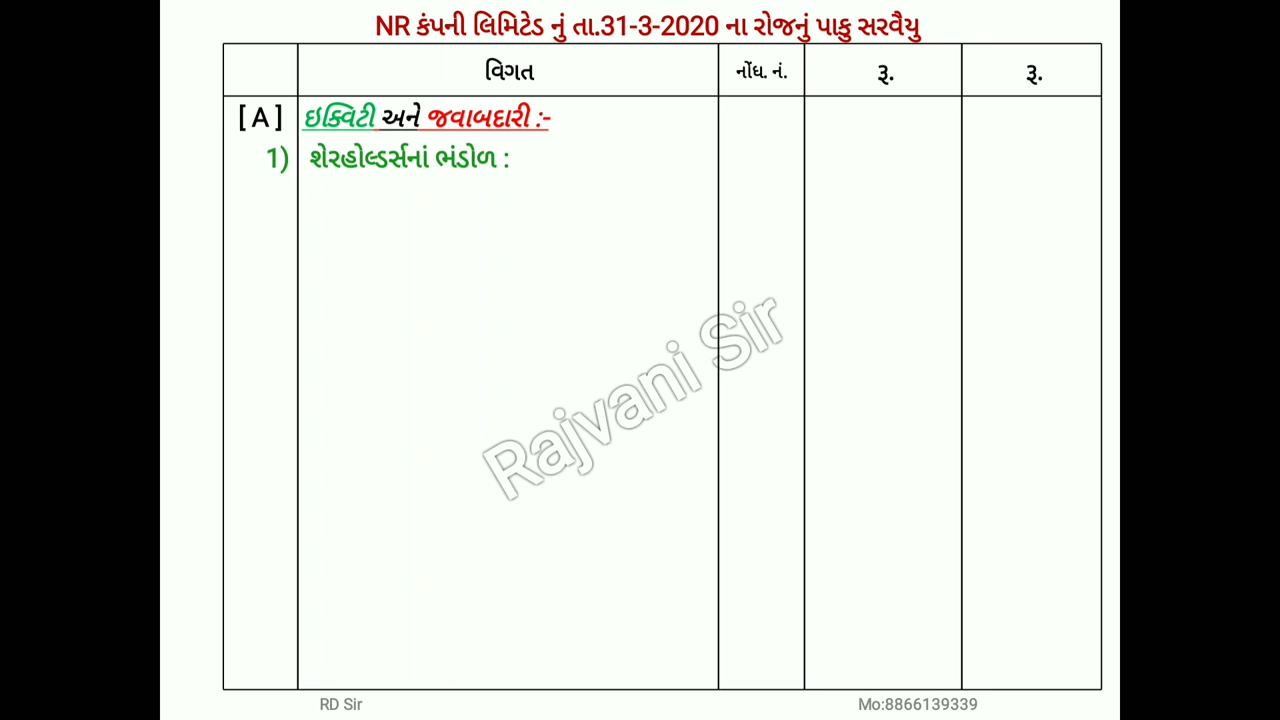 NR કંપની લિમિટેડ નું તા.31-3-2020 ના રોજનું પાકુ સરવૈયુ
વિગત નોંધ. નં. રૂ. રૂ.
[A] ઇક્વિટી અને જવાબદારી :-
1) શેરહોલ્ડર્સનાં ભંડોળ :
Rajvani Sir
RD Sir Mo:8866139339